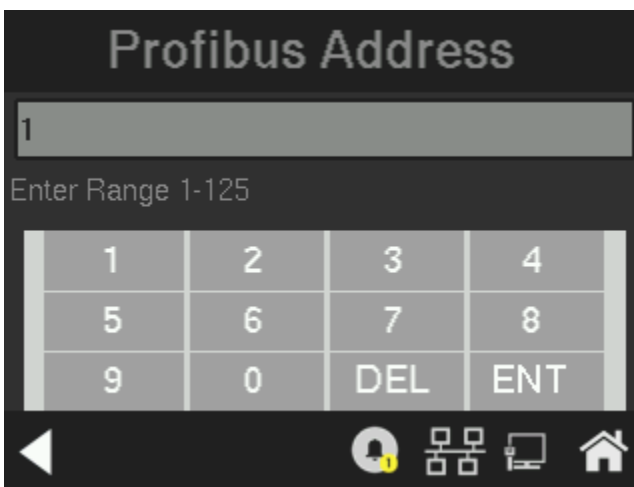 Profibus Address
1
Enter Range 1-125
1 2 3 4
5 6 7 8
9 0 DEL ENT
1